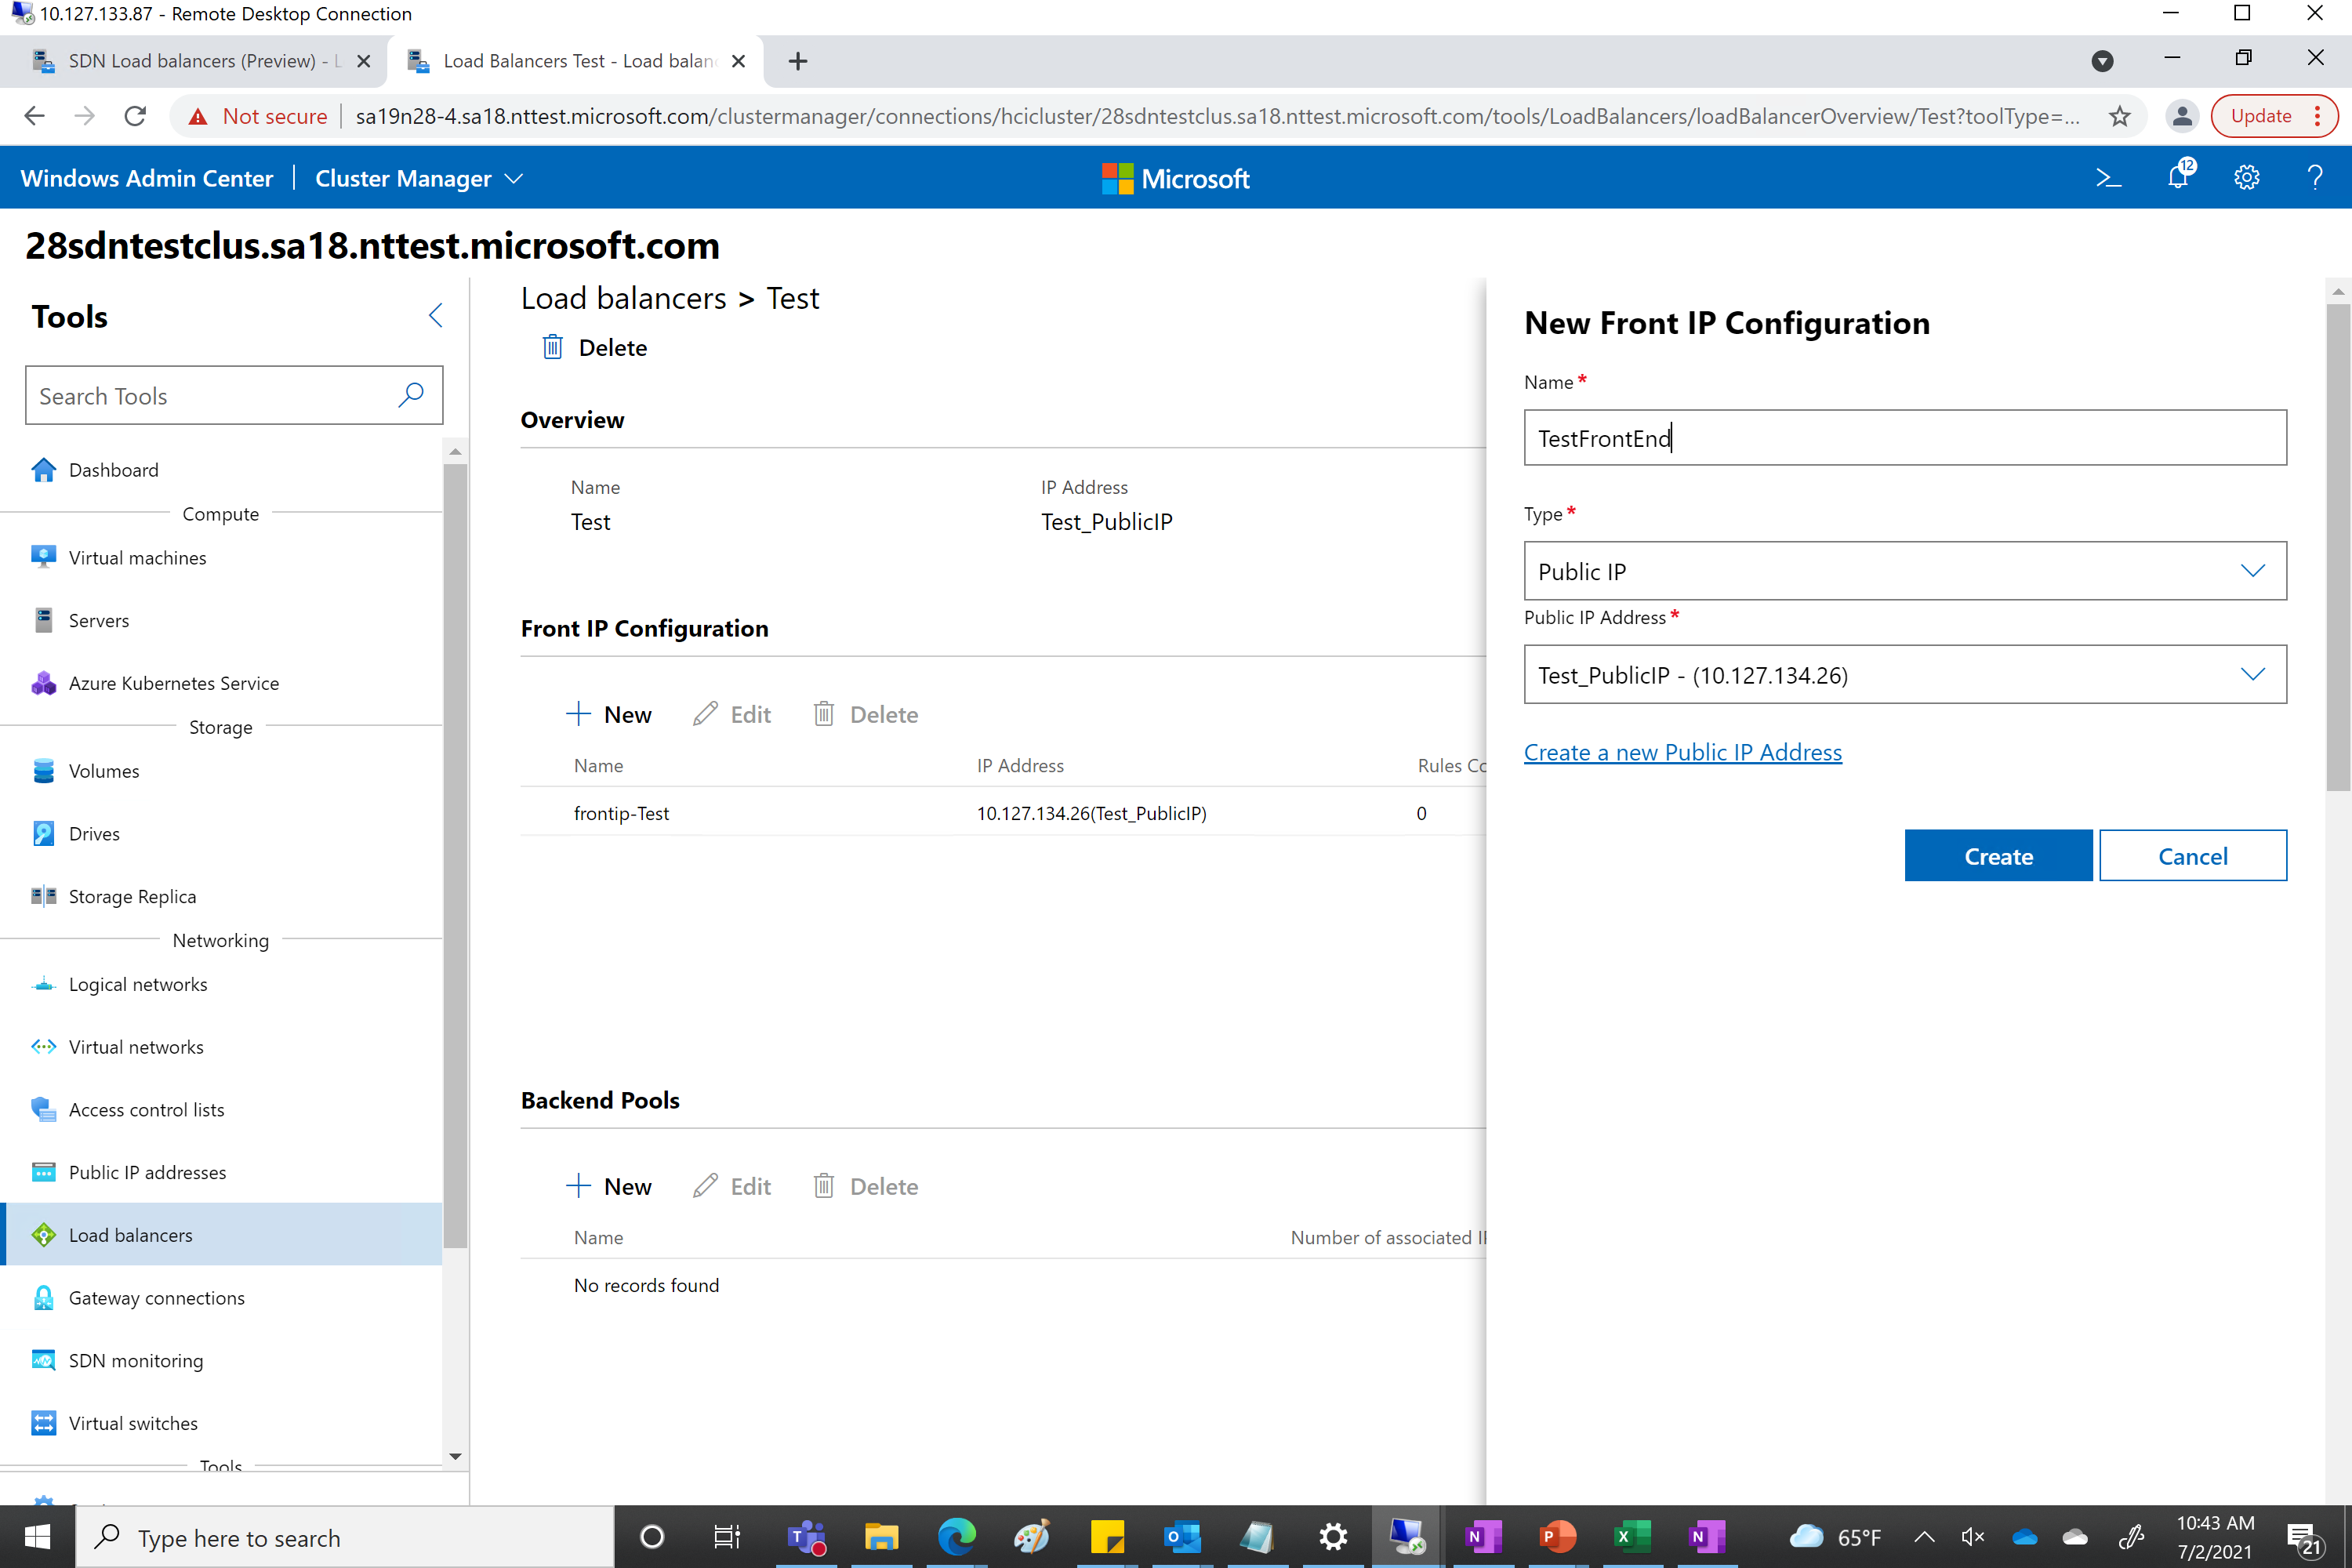 10.127.133.87 - Remote Desktop Connection
SDN Load balancers (Preview) - L
Load Balancers Test - Load balan
Not secure
sa19n28-4.sa18.nttest.microsoft.com/clustermanager/connections/hcicluster/28sdntestclus.sa18.nttest.microsoft.com/tools/LoadBalancers/loadBalancerOverview/Test?toolType=...
Update
Windows Admin Center
Cluster Manager
Microsoft
12
28sdntestclus.sa18.nttest.microsoft.com
Tools
Search Tools
Dashboard
Compute
Virtual machines
Servers
Azure Kubernetes Service
Storage
Volumes
Drives
Storage Replica
Networking
Logical networks
Virtual networks
Access control lists
Public IP addresses
Load balancers
Gateway connections
SDN monitoring
Virtual switches
Tools
Load balancers > Test
Delete
Overview
Name
IP Address
Test
Test_PublicIP
Front IP Configuration
New
Edit
Delete
Name
IP Address
Rules Co
frontip-Test
10.127.134.26(Test_PublicIP)
0
Backend Pools
New
Edit
Delete
Name
Number of associated IP
No records found
New Front IP Configuration
Name *
TestFrontEnd
Type *
Public IP
Public IP Address *
Test_PublicIP - (10.127.134.26)
Create a new Public IP Address
Create
Cancel
Type here to search
65°F
10:43 AM
7/2/2021
21